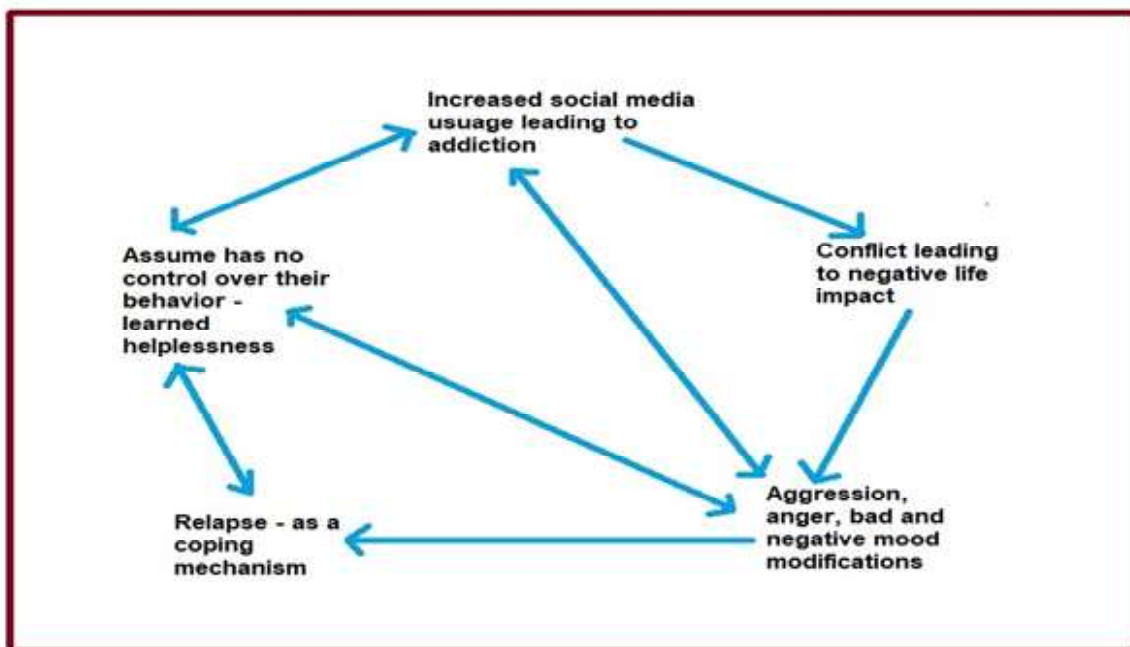 Increased social media
usuage leading to
addiction
Assume has no
control over their
behavior -
learned
helplessness
Conflict leading
to negative life
impact
Relapse - as a
coping
mechanism
Aggression,
anger, bad and
negative mood
modifications